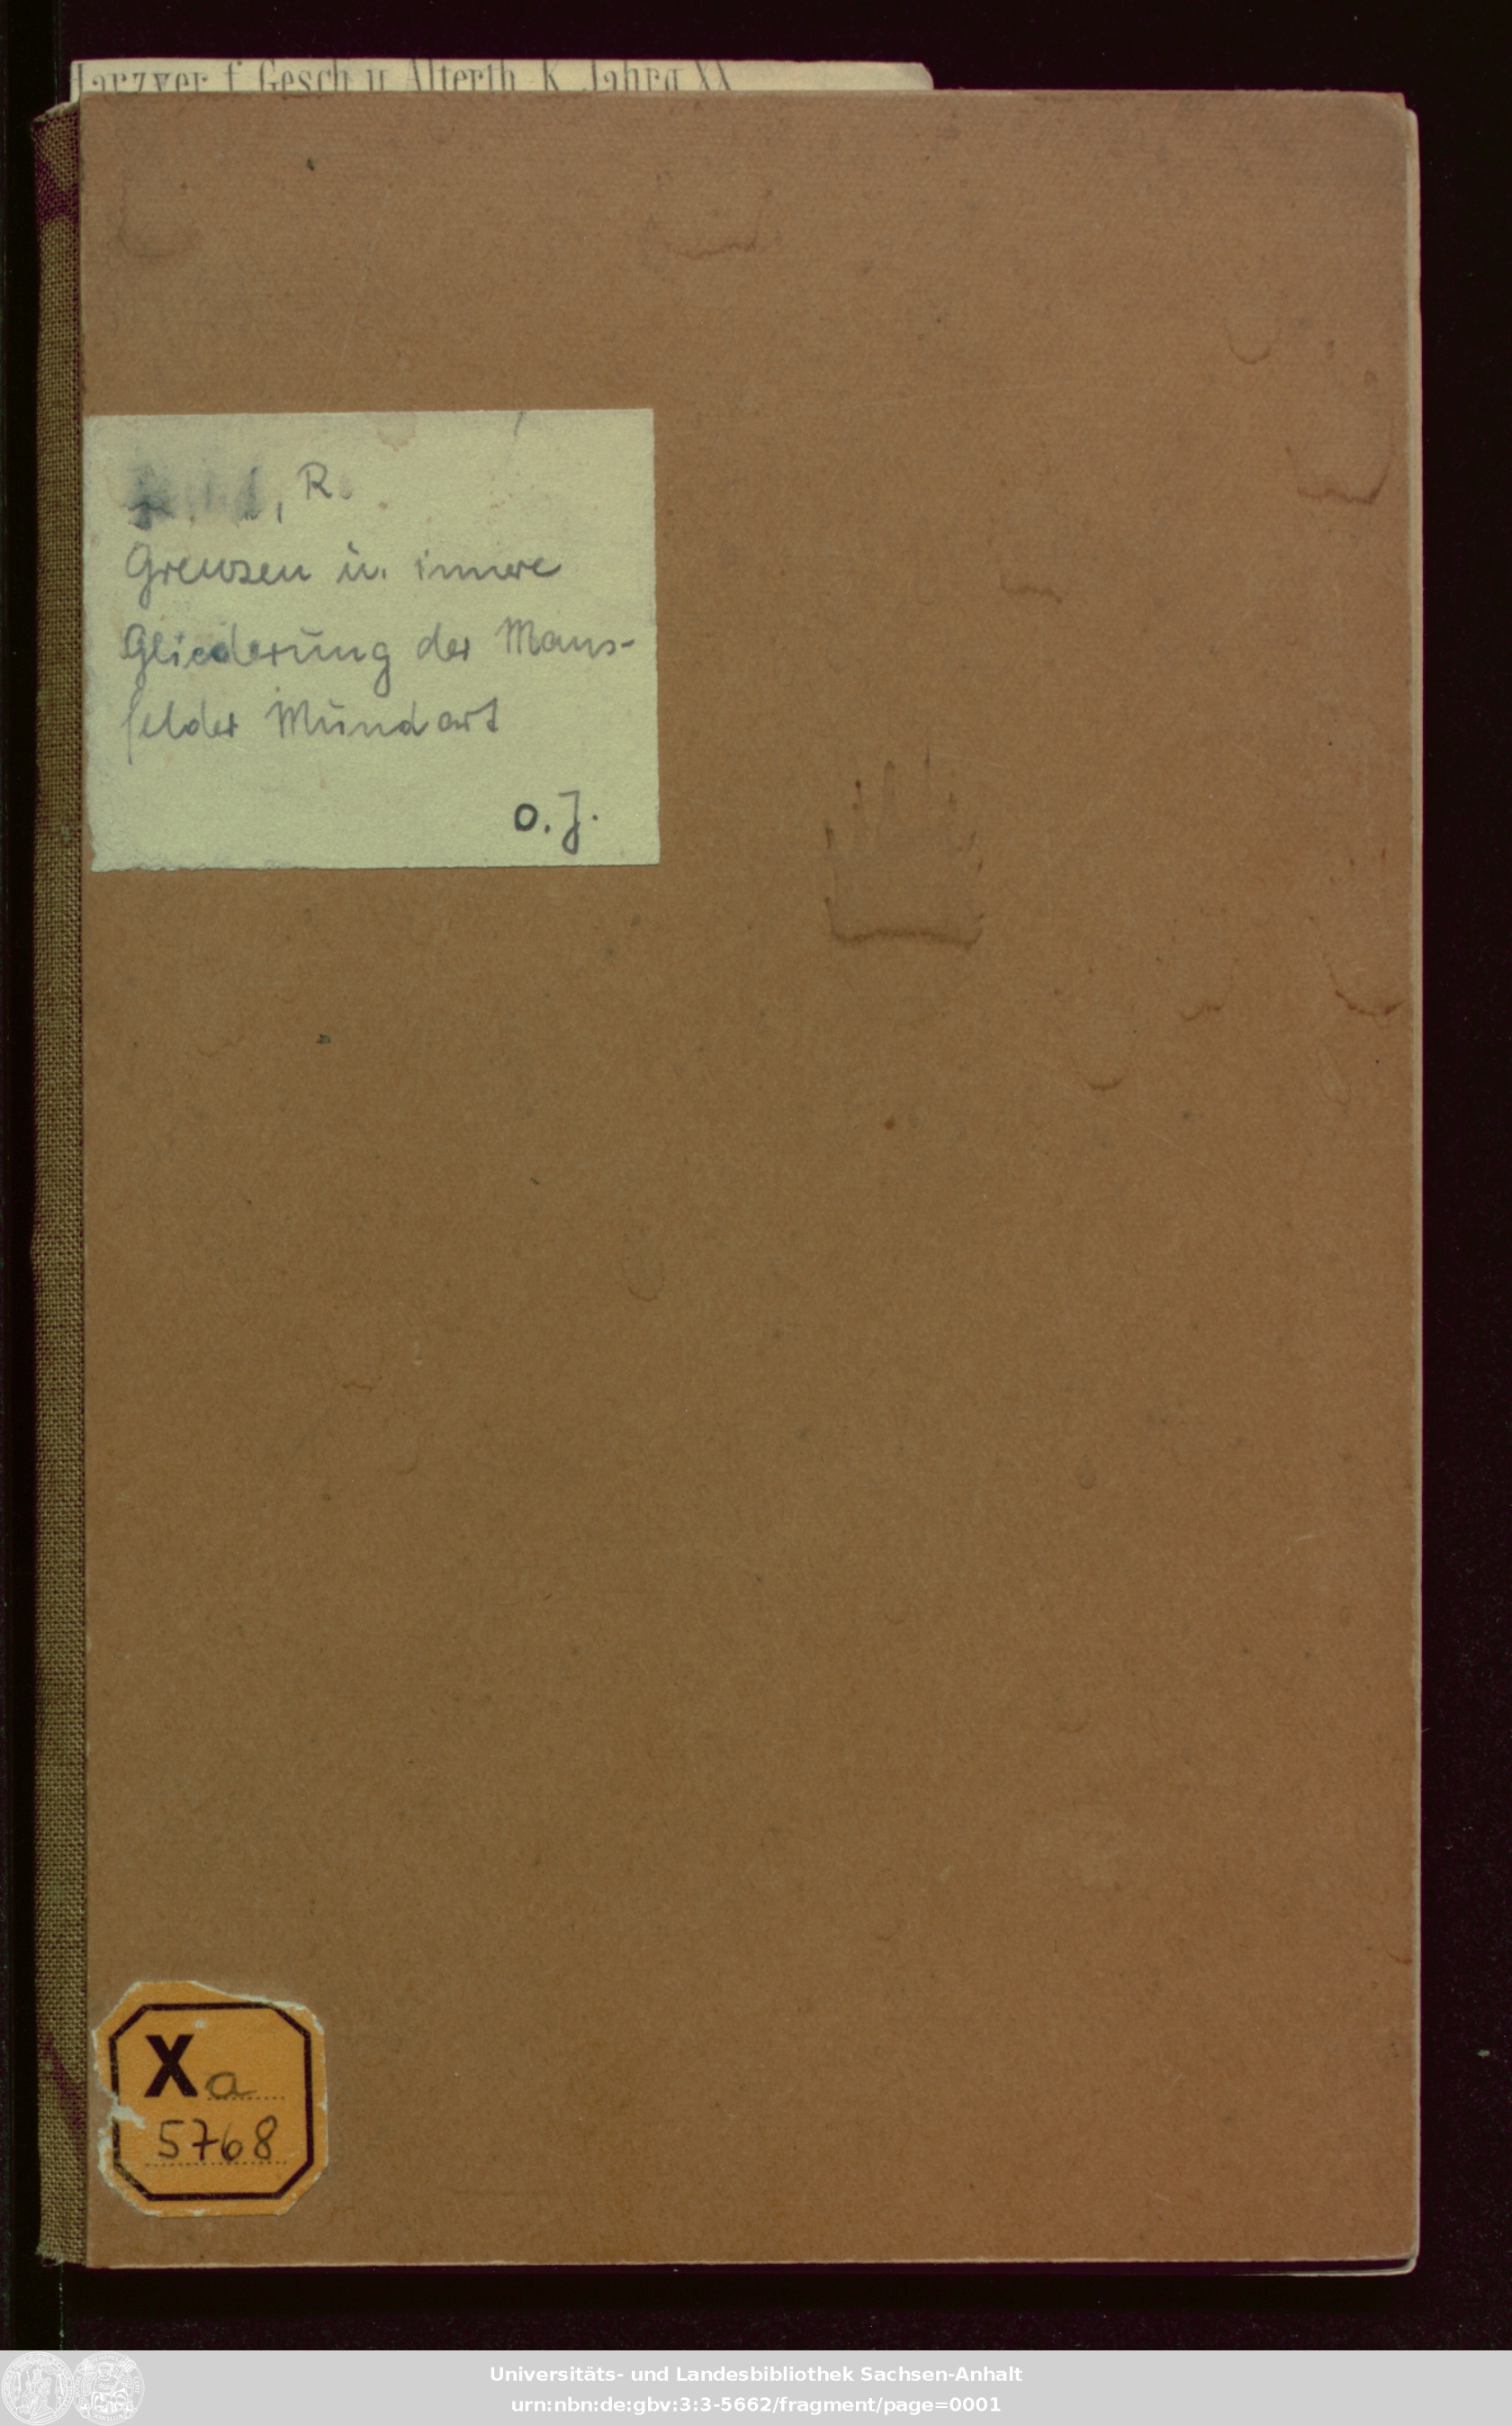 f. Gesch. u. Alterth. K. Jahrg. XX
, R.
Grenzen u. innere
Gliederung der Mans-
felder Mundart
o. J.
Xa
5768
Universitäts- und Landesbibliothek Sachsen-Anhalt
urn:nbn:de:gbv:3:3-5662/fragment/page=0001